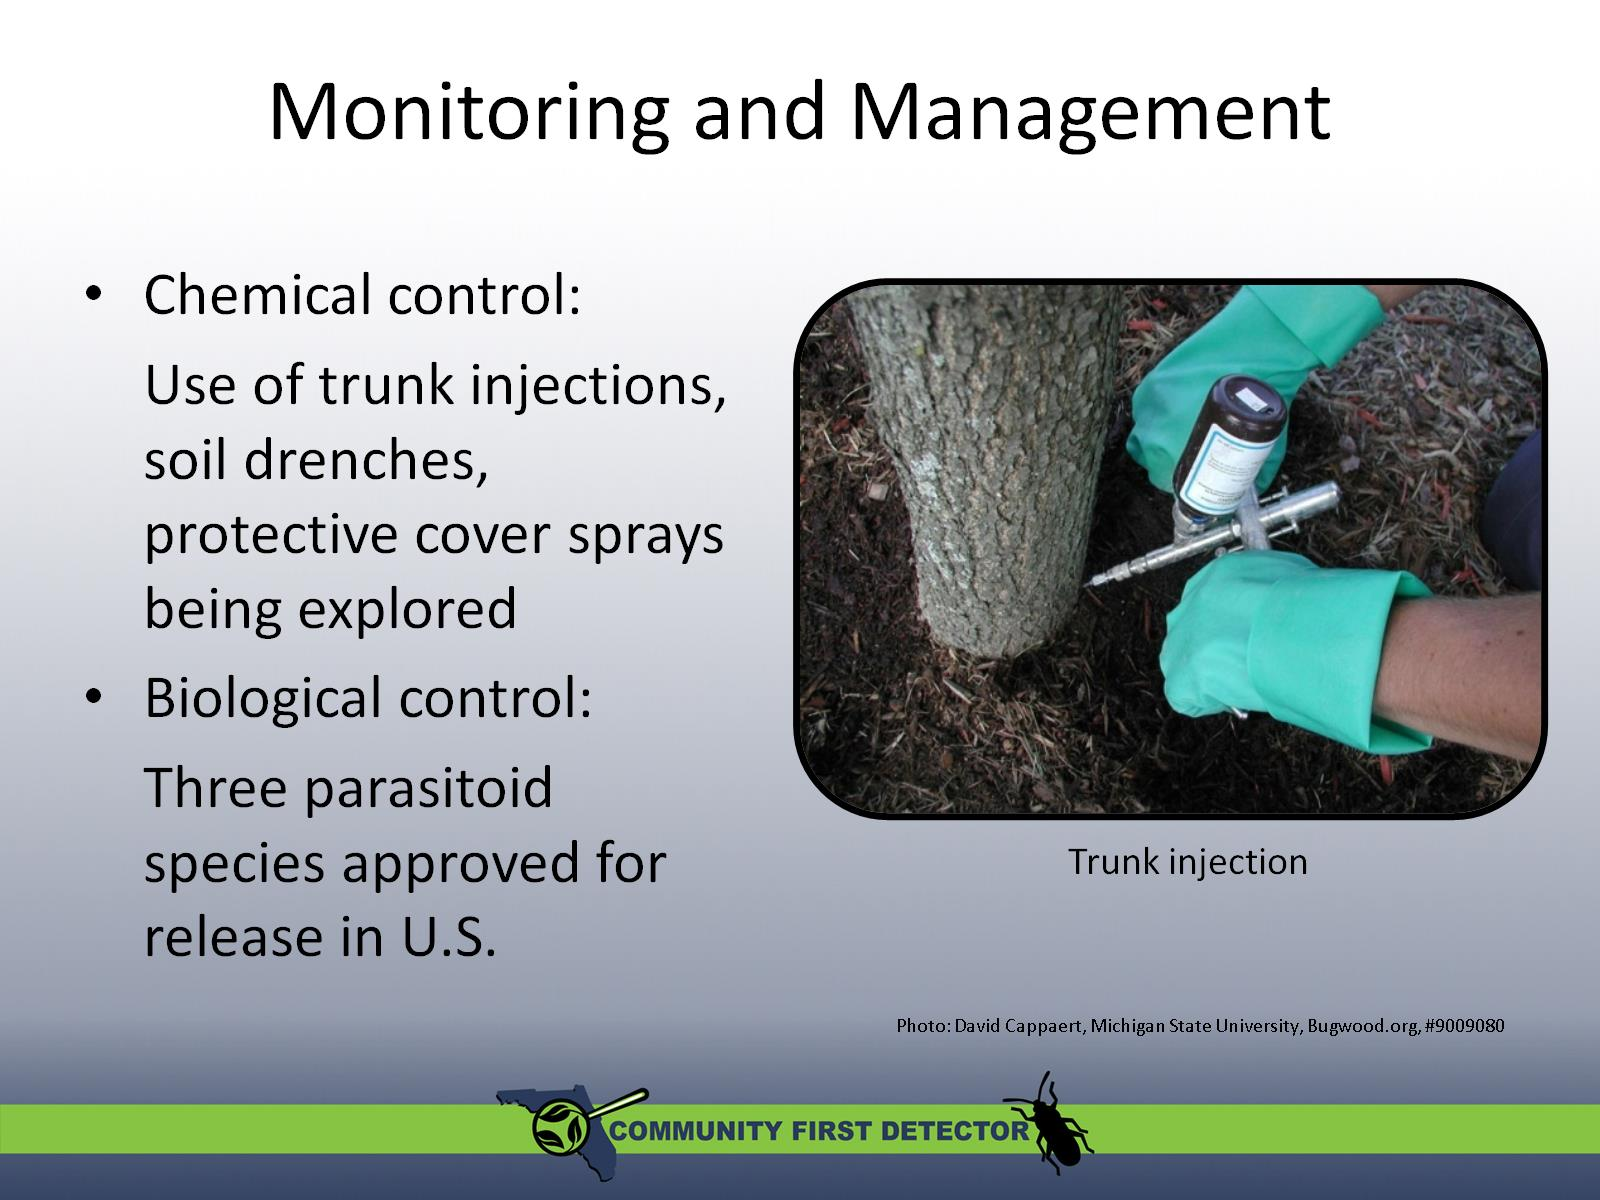 Monitoring and Management
• Chemical control:
Use of trunk injections,
soil drenches,
protective cover sprays
being explored
• Biological control:
Three parasitoid
species approved for
release in U.S.
Trunk injection
Photo: David Cappaert, Michigan State University, Bugwood.org, #9009080
COMMUNITY FIRST DETECTOR